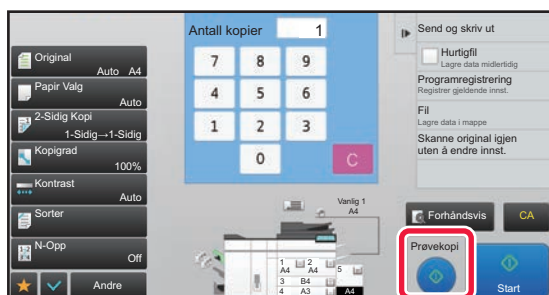 Original
Auto A4
Papir Valg
Auto
2-Sidig Kopi
1-Sidig→1-Sidig
Kopigrad
100%
Kontrast
Auto
Sorter
N-Opp
Off
Andre
Antall kopier 1
7 8 9
4 5 6
1 2 3
0 C
Vanlig 1
A4
1 A4 2 A4 5
3 B4
4 A3 A4
Send og skriv ut
Hurtigfil
Lagre data midlertidig
Programregistrering
Registrer gjeldende innst.
Fil
Lagre data i mappe
Skanne original igjen
uten å endre innst.
Forhåndsvis CA
Prøvekopi
Start